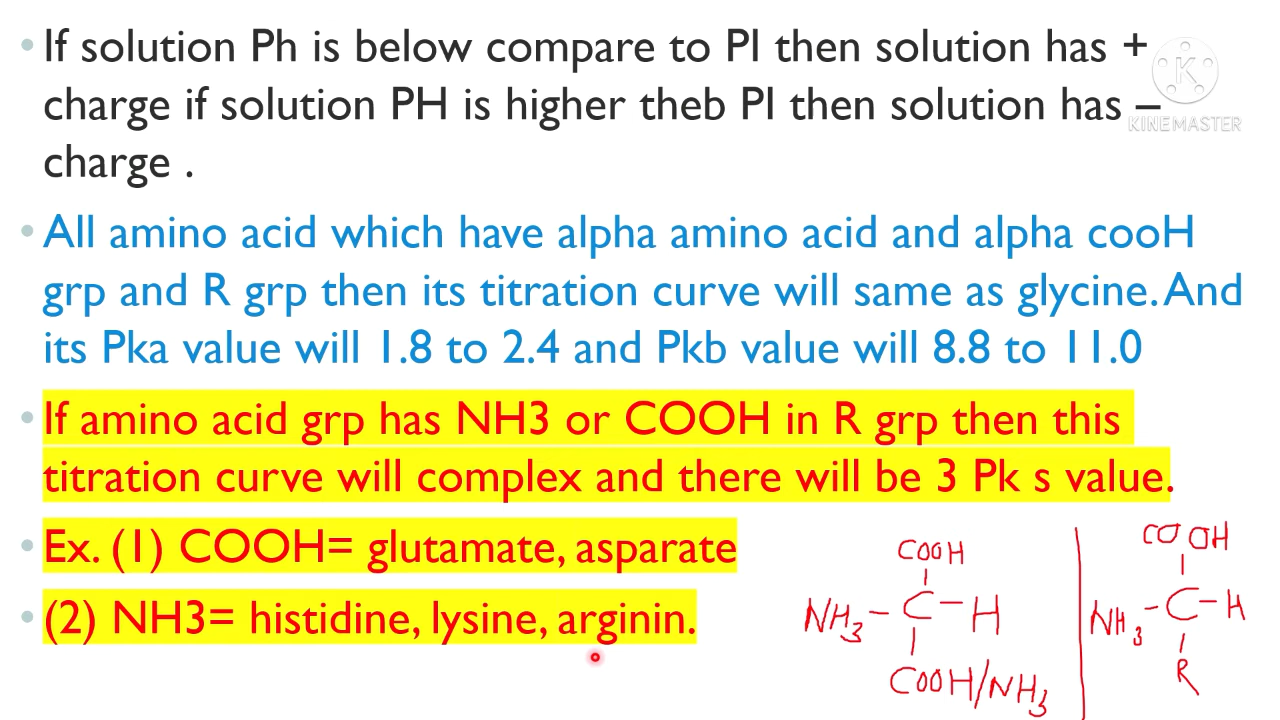 If solution Ph is below compare to PI then solution has +
charge if solution PH is higher theb PI then solution has –
charge .
KINEMASTER
All amino acid which have alpha amino acid and alpha cooH
grp and R grp then its titration curve will same as glycine. And
its Pka value will 1.8 to 2.4 and Pkb value will 8.8 to 11.0
If amino acid grp has NH3 or COOH in R grp then this
titration curve will complex and there will be 3 Pk s value.
Ex. (1) COOH= glutamate, asparate
(2) NH3= histidine, lysine, arginin.
COOH
NH3 – C – H
COOH/NH3
COOH
NH3 – C – H
R